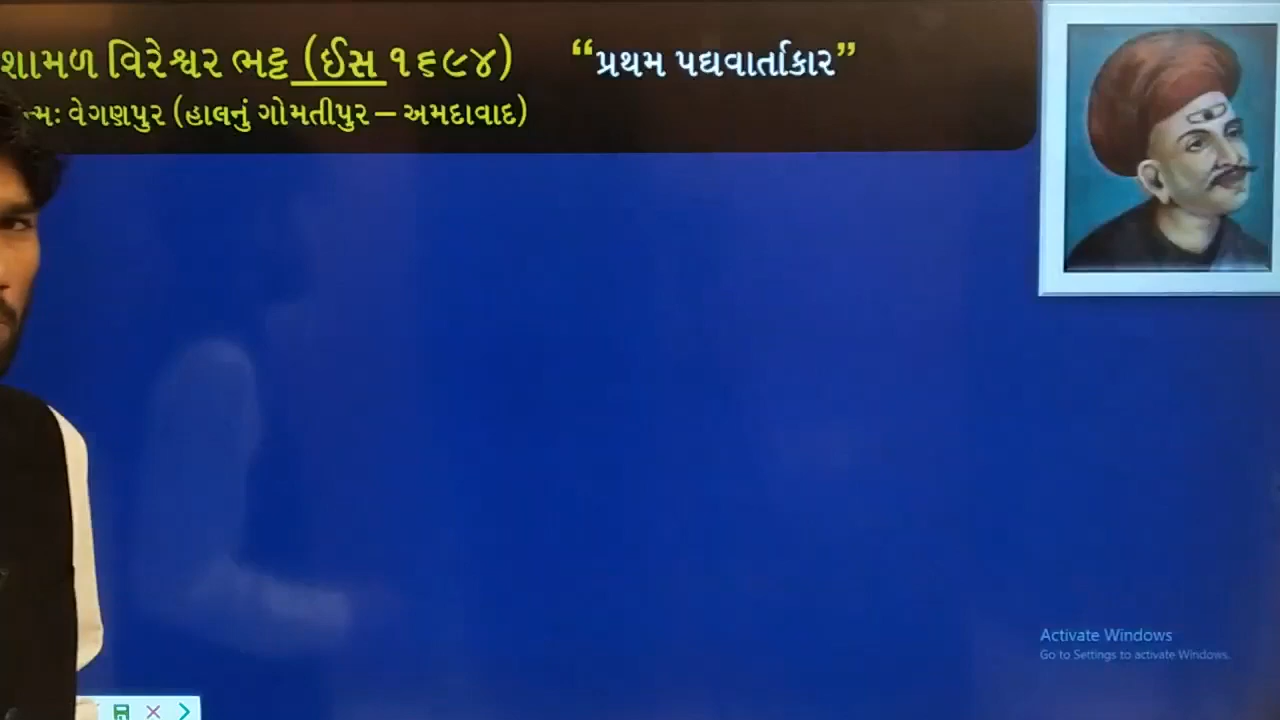 શામળ વિરેશ્વર ભટ્ટ (ઈસ ૧૬૯૪) “પ્રથમ પદ્યવાર્તાકાર”
વેગણપુર (હાલનું ગોમતીપુર – અમદાવાદ)
Activate Windows
Go to Settings to activate Windows.